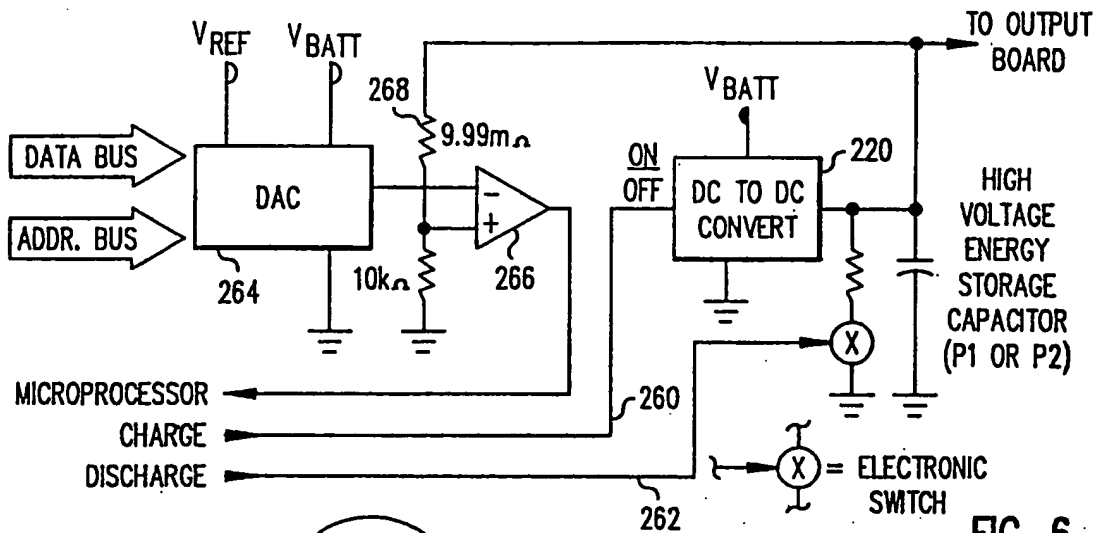 V_REF
V_BATT
TO OUTPUT
BOARD
268
9.99mΩ
V_BATT
DATA BUS
DAC
ON
OFF
220
DC TO DC
CONVERT
HIGH
VOLTAGE
ENERGY
STORAGE
CAPACITOR
(P1 OR P2)
ADDR. BUS
-
+
264
10kΩ
266
X
MICROPROCESSOR
260
CHARGE
DISCHARGE
X = ELECTRONIC
SWITCH
262
FIG. 6